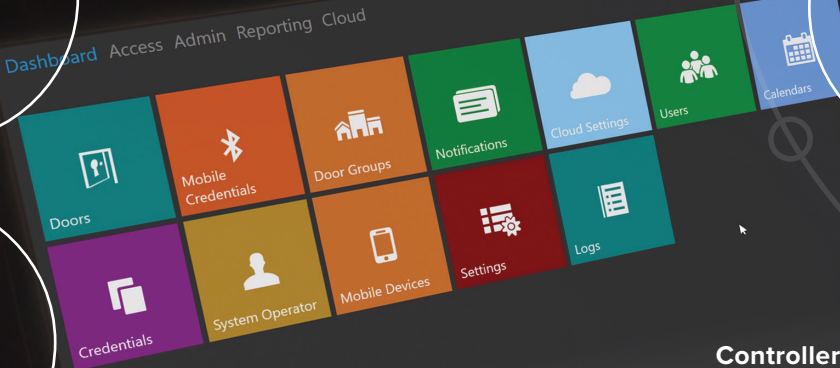 Dashboard Access Admin Reporting Cloud
Doors
Mobile
Credentials
Door Groups
Notifications
Cloud Settings
Users
Calendars
Credentials
System Operator
Mobile Devices
Settings
Logs
Controller